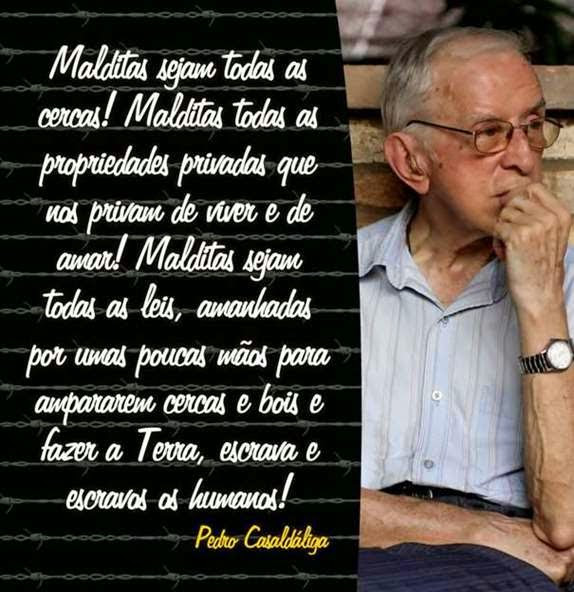 Malditas sejam todas as
cercas! Malditas todas as
propriedades privadas que
nos privam de viver e de
amar! Malditas sejam
todas as leis, amanhadas
por umas poucas mãos para
ampararem cercas e bois e
fazer a Terra, escrava e
escravos os humanos!
Pedro Casaldáliga